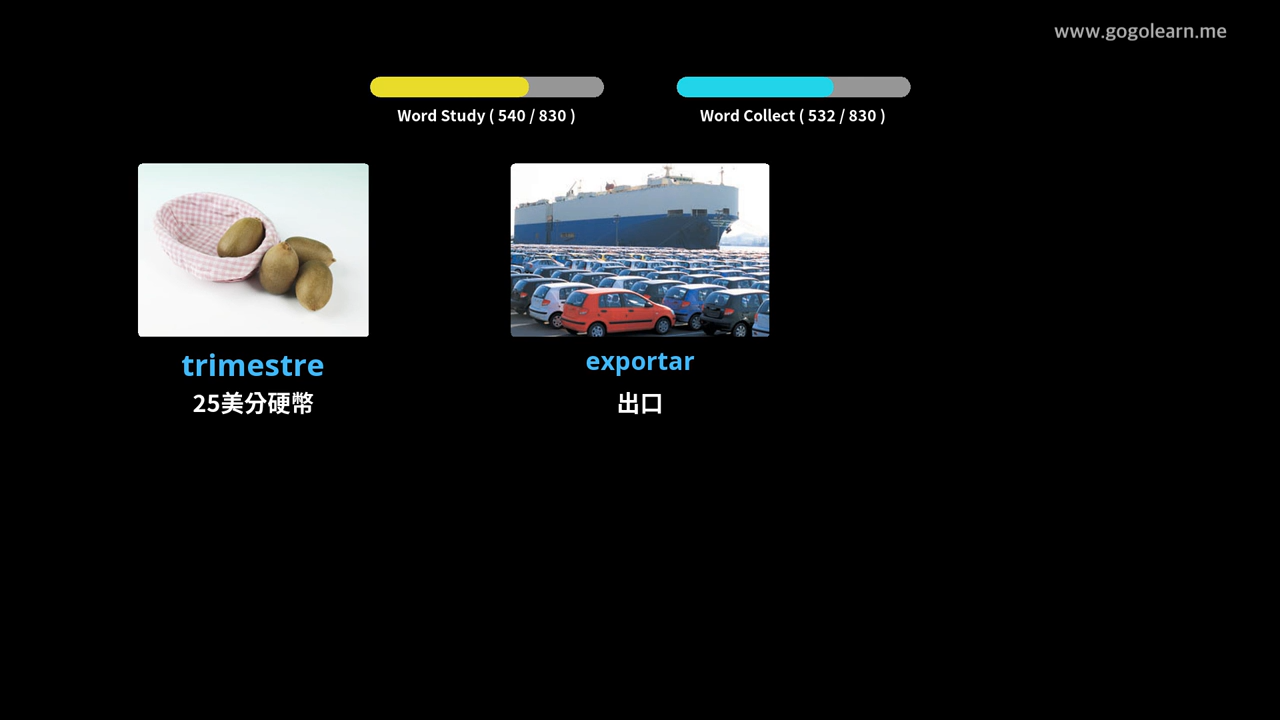 www.gogolearn.me
Word Study ( 540 / 830 )
Word Collect ( 532 / 830 )
trimestre
25美分硬幣
exportar
出口